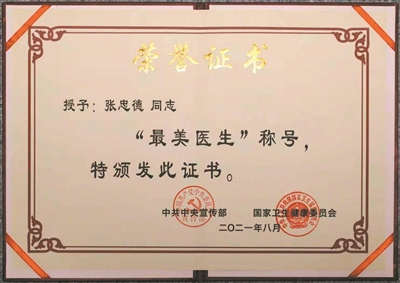 荣誉证书
授予：张忠德 同志
“最美医生”称号，
特颁发此证书。
中共中央宣传部 国家卫生健康委员会
二〇二一年八月